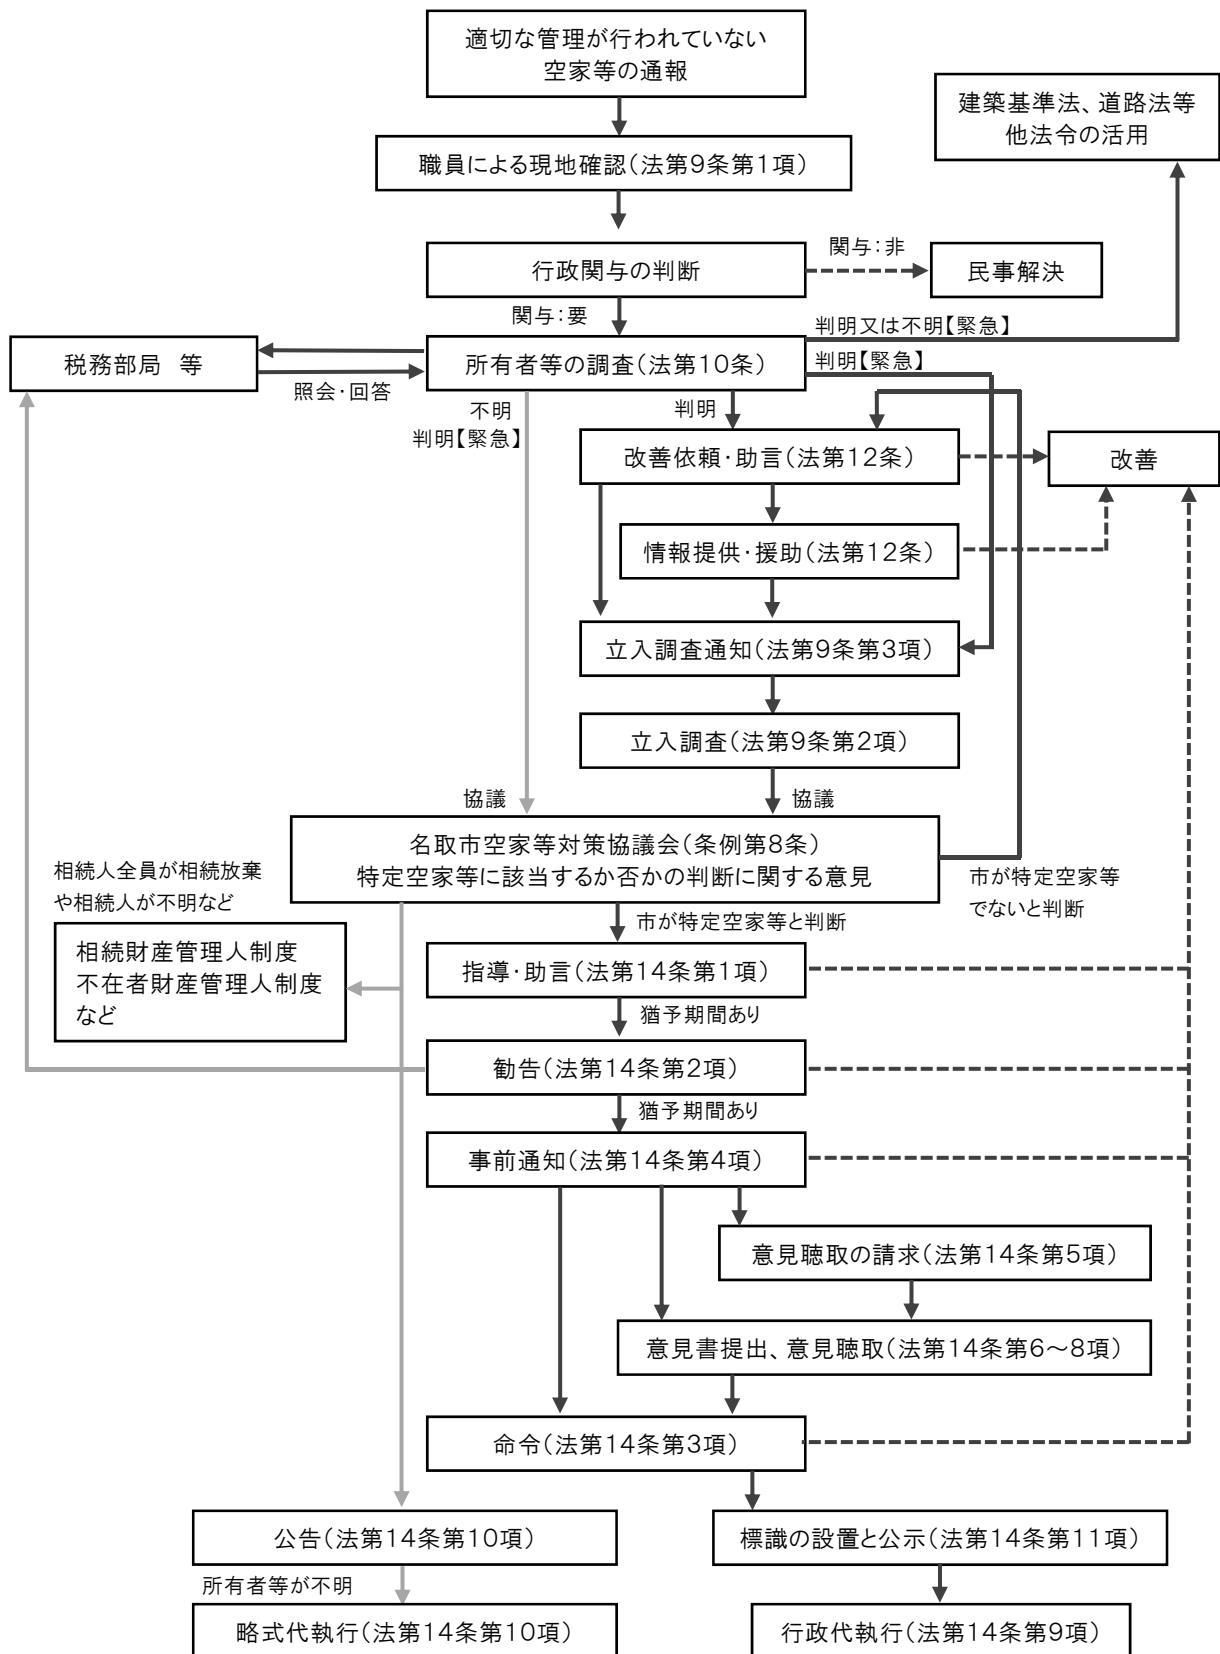 適切な管理が行われていない
空家等の通報
建築基準法、道路法等
他法令の活用
職員による現地確認（法第9条第1項）
行政関与の判断
関与：非
民事解決
関与：要
判明又は不明【緊急】
税務部局　等
所有者等の調査（法第10条）
判明【緊急】
照会・回答
不明
判明【緊急】
判明
改善依頼・助言（法第12条）
改善
情報提供・援助（法第12条）
立入調査通知（法第9条第3項）
立入調査（法第9条第2項）
協議
協議
名取市空家等対策協議会（条例第8条）
特定空家等に該当するか否かの判断に関する意見
相続人全員が相続放棄
や相続人が不明など
市が特定空家等
でないと判断
市が特定空家等と判断
相続財産管理人制度
不在者財産管理人制度
など
指導・助言（法第14条第1項）
猶予期間あり
勧告（法第14条第2項）
猶予期間あり
事前通知（法第14条第4項）
意見聴取の請求（法第14条第5項）
意見書提出、意見聴取（法第14条第6～8項）
命令（法第14条第3項）
公告（法第14条第10項）
標識の設置と公示（法第14条第11項）
所有者等が不明
略式代執行（法第14条第10項）
行政代執行（法第14条第9項）